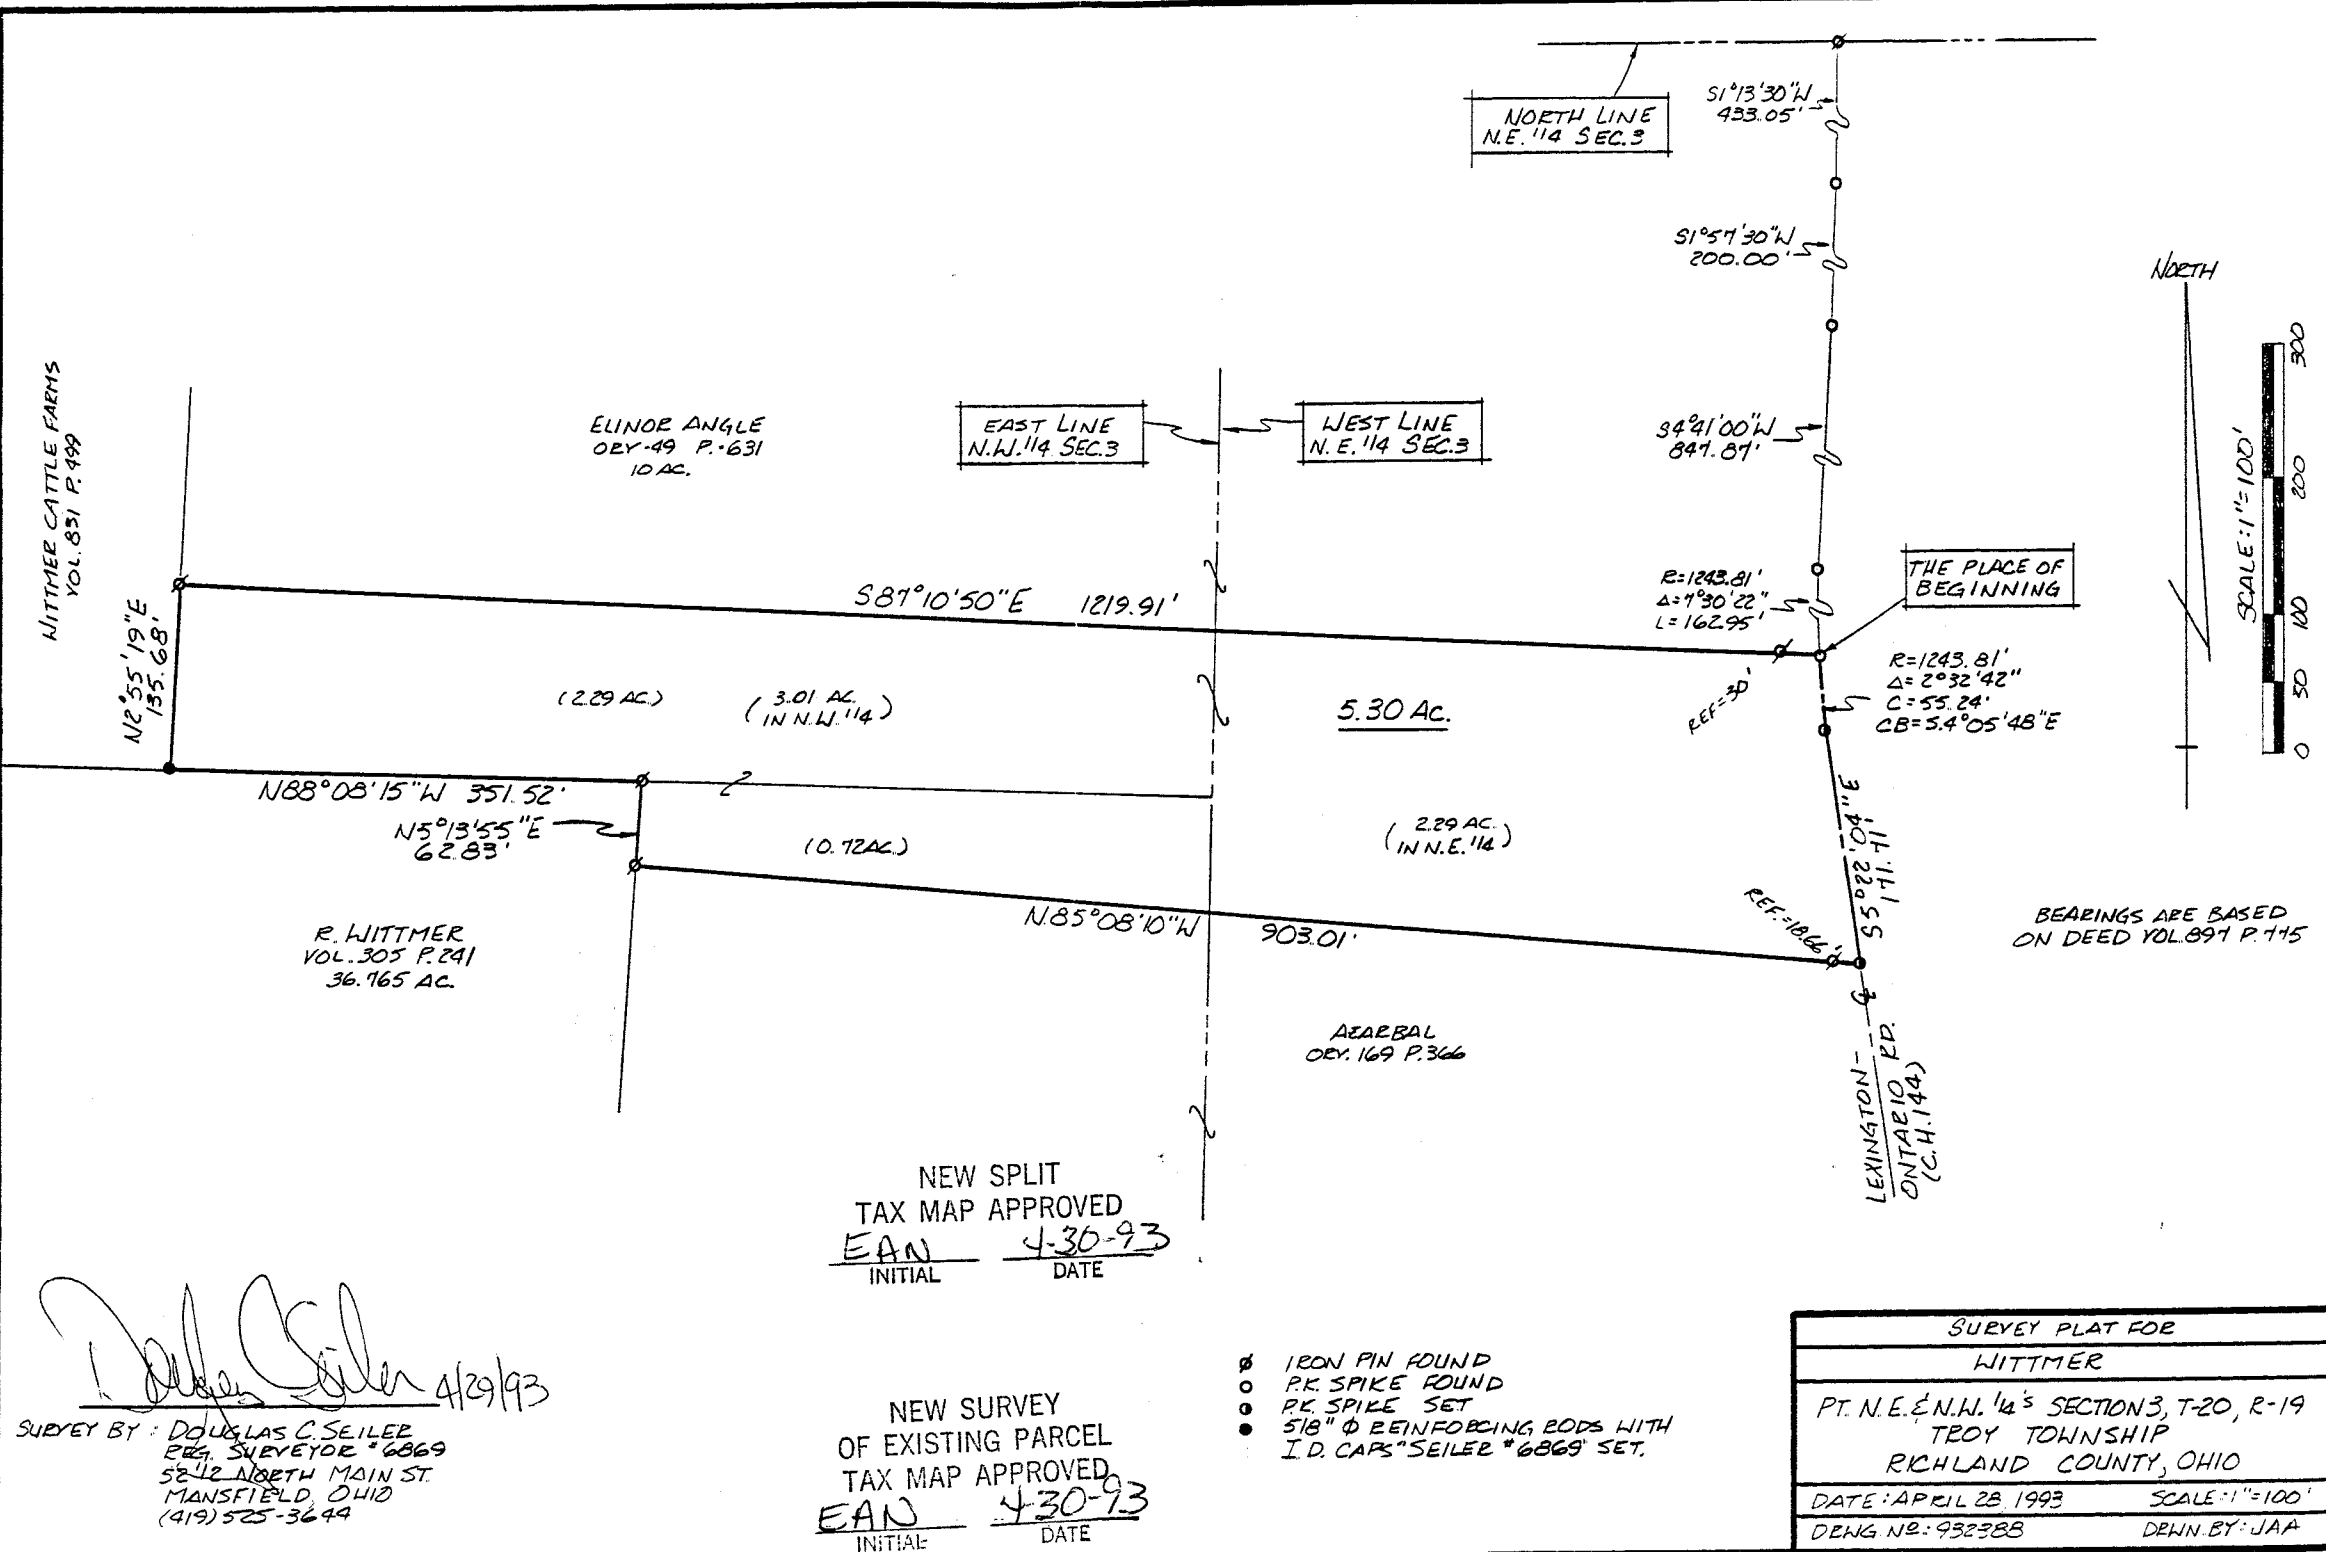 S1°13'30"W
433.05'
NORTH LINE
N.E. 1/4 SEC.3
S1°57'30"W
200.00'
NORTH
WITTMER CATTLE FARMS
VOL. 831 P. 499
ELINOR ANGLE
ORV-49 P.-631
10 AC.
EAST LINE
N.W. 1/4 SEC.3
WEST LINE
N.E. 1/4 SEC.3
S4°41'00"W
847.87'
SCALE: 1"=100'
300
200
100
50
0
R=1243.81'
Δ=7°30'22"
L=162.95'
THE PLACE OF
BEGINNING
S87°10'50"E 1219.91'
N2°55'19"E
135.68'
(2.29 AC.)
(3.01 AC.
IN N.W. 1/4)
5.30 AC.
REF=30'
R=1243.81'
Δ=2°32'42"
C=55.24'
CB=S.4°05'48"E
N88°08'15"W 351.52'
N5°13'55"E
62.83'
(0.72AC.)
(2.29 AC.
IN N.E. 1/4)
S5°22'04"E
171.71'
N.85°08'10"W 903.01'
REF.=18.66'
R. WITTMER
VOL. 305 P. 241
36.765 AC.
BEARINGS ARE BASED
ON DEED VOL.897 P.775
AZARBAL
ORV. 169 P.366
℄
LEXINGTON-
ONTARIO RD.
(C.H. 144)
NEW SPLIT
TAX MAP APPROVED
EAN 4-30-93
INITIAL DATE
Douglas C Seiler 4/29/93
SURVEY BY: DOUGLAS C. SEILER
REG. SURVEYOR #6869
52 1/2 NORTH MAIN ST.
MANSFIELD, OHIO
(419) 525-3644
NEW SURVEY
OF EXISTING PARCEL
TAX MAP APPROVED
EAN 4-30-93
INITIAL DATE
IRON PIN FOUND
P.K. SPIKE FOUND
P.K. SPIKE SET
5/8" Φ REINFORCING RODS WITH
I.D. CAPS "SEILER #6869" SET.
SURVEY PLAT FOR
WITTMER
PT. N.E. & N.W. 1/4's SECTION 3, T-20, R-19
TROY TOWNSHIP
RICHLAND COUNTY, OHIO
DATE: APRIL 28, 1993 SCALE: 1"=100'
DRWG. NO: 932388 DRWN. BY: JAA